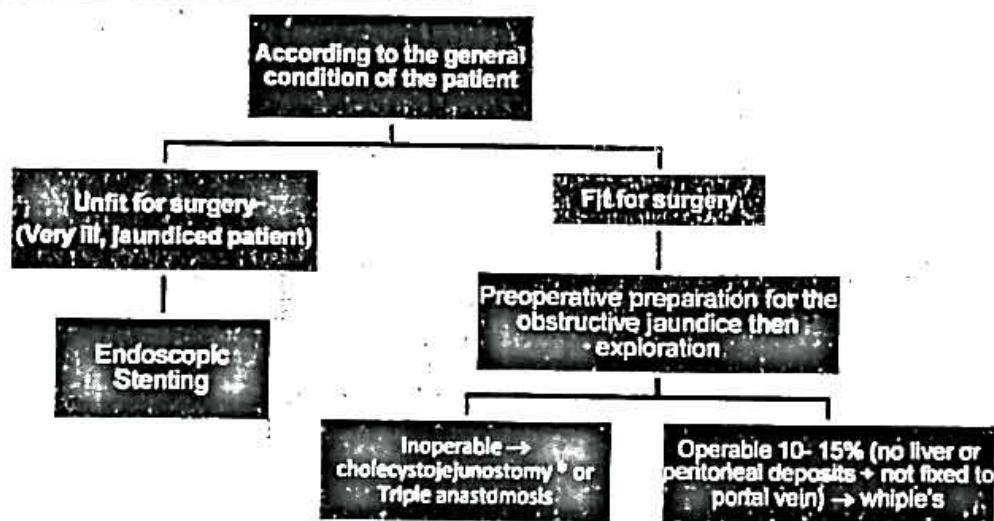 According to the general
condition of the patient
Unfit for surgery
(Very ill, jaundiced patient)
Fit for surgery
Endoscopic
Stenting
Preoperative preparation for the
obstructive jaundice then
exploration
Inoperable →
cholecystojejunostomy * or
Triple anastomosis
Operable 10- 15% (no liver or
peritoneal deposits + not fixed to
portal vein) → whiple's